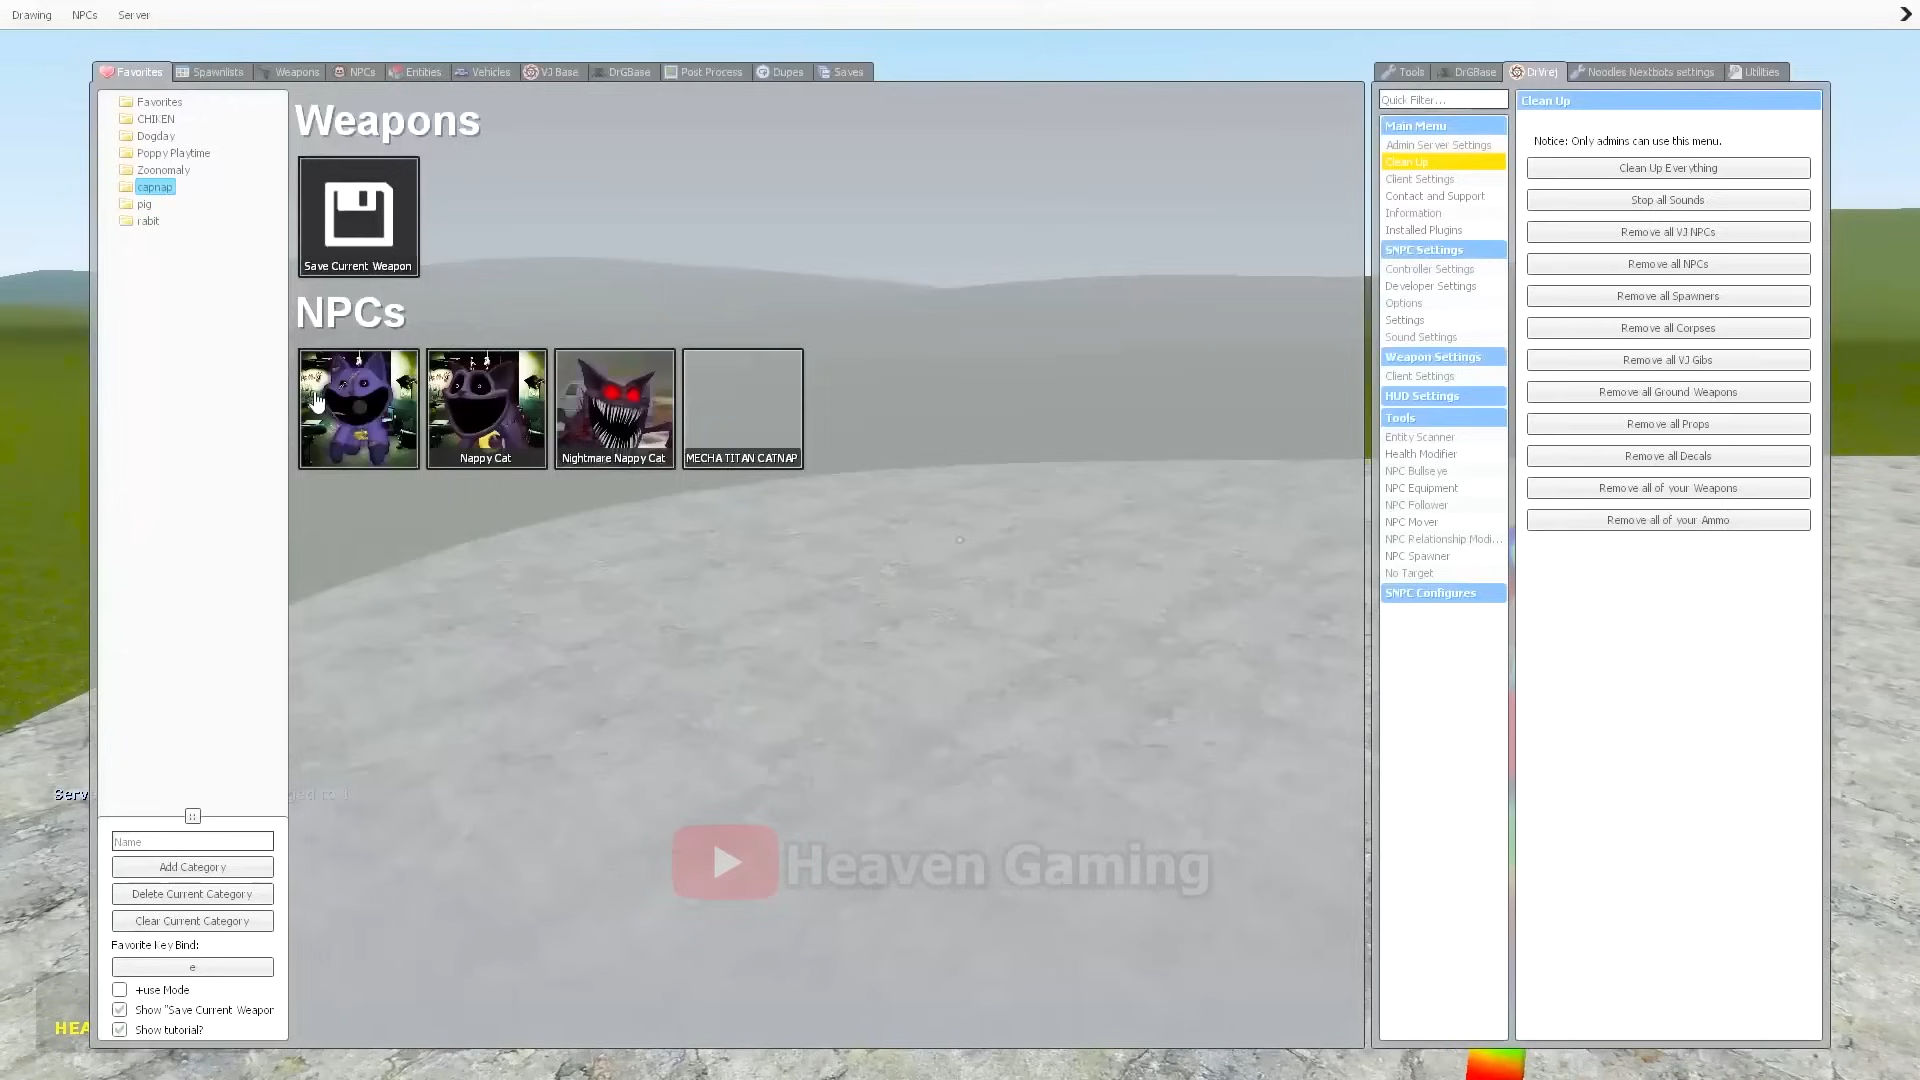 Drawing NPCs Server
Favorites Spawnlists Weapons NPCs Entities Vehicles VJ Base DrGBase Post Process Dupes Saves
Favorites
CHIKEN
Dogday
Poppy Playtime
Zoonomaly
capnap
pig
rabit
Weapons
Save Current Weapon
NPCs
Nappy Cat
Nightmare Nappy Cat
MECHA TITAN CATNAP
Name
Add Category
Delete Current Category
Clear Current Category
Favorite Key Bind:
e
+use Mode
Show "Save Current Weapor
Show tutorial?
Heaven Gaming
HEA
Tools DrGBase DrVrej Noodles Nextbots settings Utilities
Quick Filter...
Main Menu
Admin Server Settings
Clean Up
Client Settings
Contact and Support
Information
Installed Plugins
SNPC Settings
Controller Settings
Developer Settings
Options
Settings
Sound Settings
Weapon Settings
Client Settings
HUD Settings
Tools
Entity Scanner
Health Modifier
NPC Bullseye
NPC Equipment
NPC Follower
NPC Mover
NPC Relationship Modi...
NPC Spawner
No Target
SNPC Configures
Clean Up
Notice: Only admins can use this menu.
Clean Up Everything
Stop all Sounds
Remove all VJ NPCs
Remove all NPCs
Remove all Spawners
Remove all Corpses
Remove all VJ Gibs
Remove all Ground Weapons
Remove all Props
Remove all Decals
Remove all of your Weapons
Remove all of your Ammo